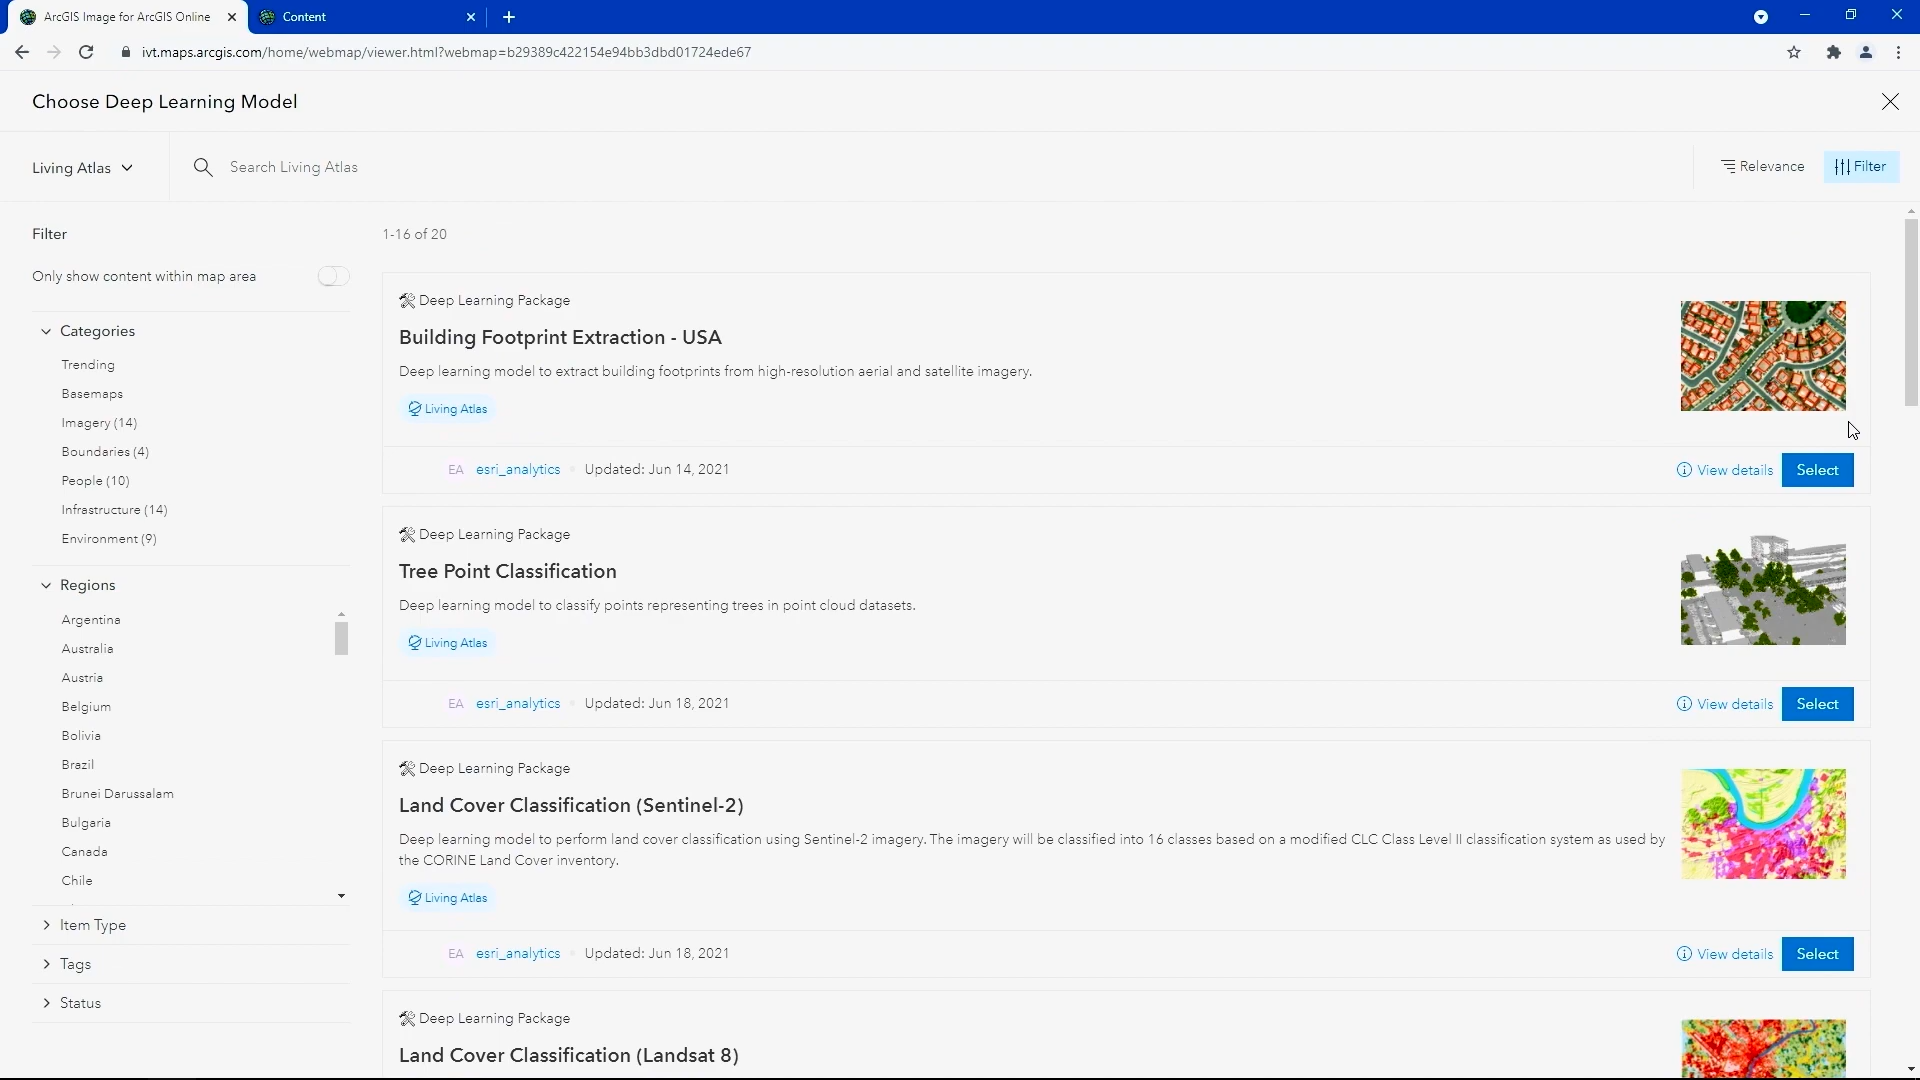 ArcGIS Image for ArcGIS Online
Content
ivt.maps.arcgis.com/home/webmap/viewer.html?webmap=b29389c422154e94bb3dbd01724ede67
Choose Deep Learning Model
Living Atlas
Search Living Atlas
Relevance
Filter
Filter
1-16 of 20
Only show content within map area
Categories
Trending
Basemaps
Imagery (14)
Boundaries (4)
People (10)
Infrastructure (14)
Environment (9)
Regions
Argentina
Australia
Austria
Belgium
Bolivia
Brazil
Brunei Darussalam
Bulgaria
Canada
Chile
Item Type
Tags
Status
Deep Learning Package
Building Footprint Extraction - USA
Deep learning model to extract building footprints from high-resolution aerial and satellite imagery.
Living Atlas
EA esri_analytics Updated: Jun 14, 2021
View details
Select
Deep Learning Package
Tree Point Classification
Deep learning model to classify points representing trees in point cloud datasets.
Living Atlas
EA esri_analytics Updated: Jun 18, 2021
View details
Select
Deep Learning Package
Land Cover Classification (Sentinel-2)
Deep learning model to perform land cover classification using Sentinel-2 imagery. The imagery will be classified into 16 classes based on a modified CLC Class Level II classification system as used by
the CORINE Land Cover inventory.
Living Atlas
EA esri_analytics Updated: Jun 18, 2021
View details
Select
Deep Learning Package
Land Cover Classification (Landsat 8)